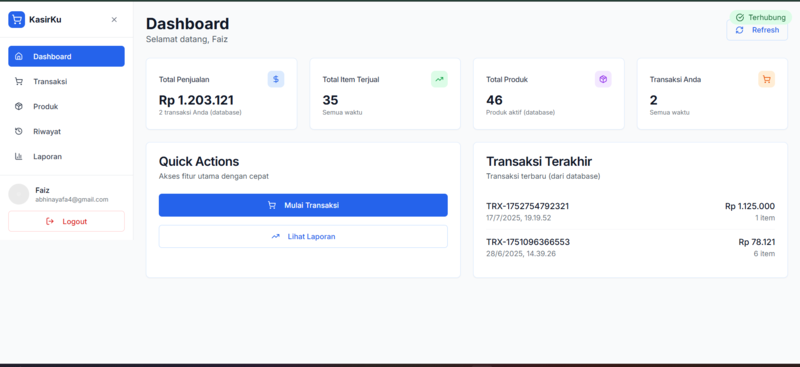 KasirKu
Dashboard
Transaksi
Produk
Riwayat
Laporan
Faiz
abhinayafa4@gmail.com
Logout
Dashboard
Selamat datang, Faiz
Terhubung
Refresh
Total Penjualan
Rp 1.203.121
2 transaksi Anda (database)
Total Item Terjual
35
Semua waktu
Total Produk
46
Produk aktif (database)
Transaksi Anda
2
Semua waktu
Quick Actions
Akses fitur utama dengan cepat
Mulai Transaksi
Lihat Laporan
Transaksi Terakhir
Transaksi terbaru (dari database)
TRX-1752754792321 Rp 1.125.000
17/7/2025, 19.19.52 1 item
TRX-1751096366553 Rp 78.121
28/6/2025, 14.39.26 6 item